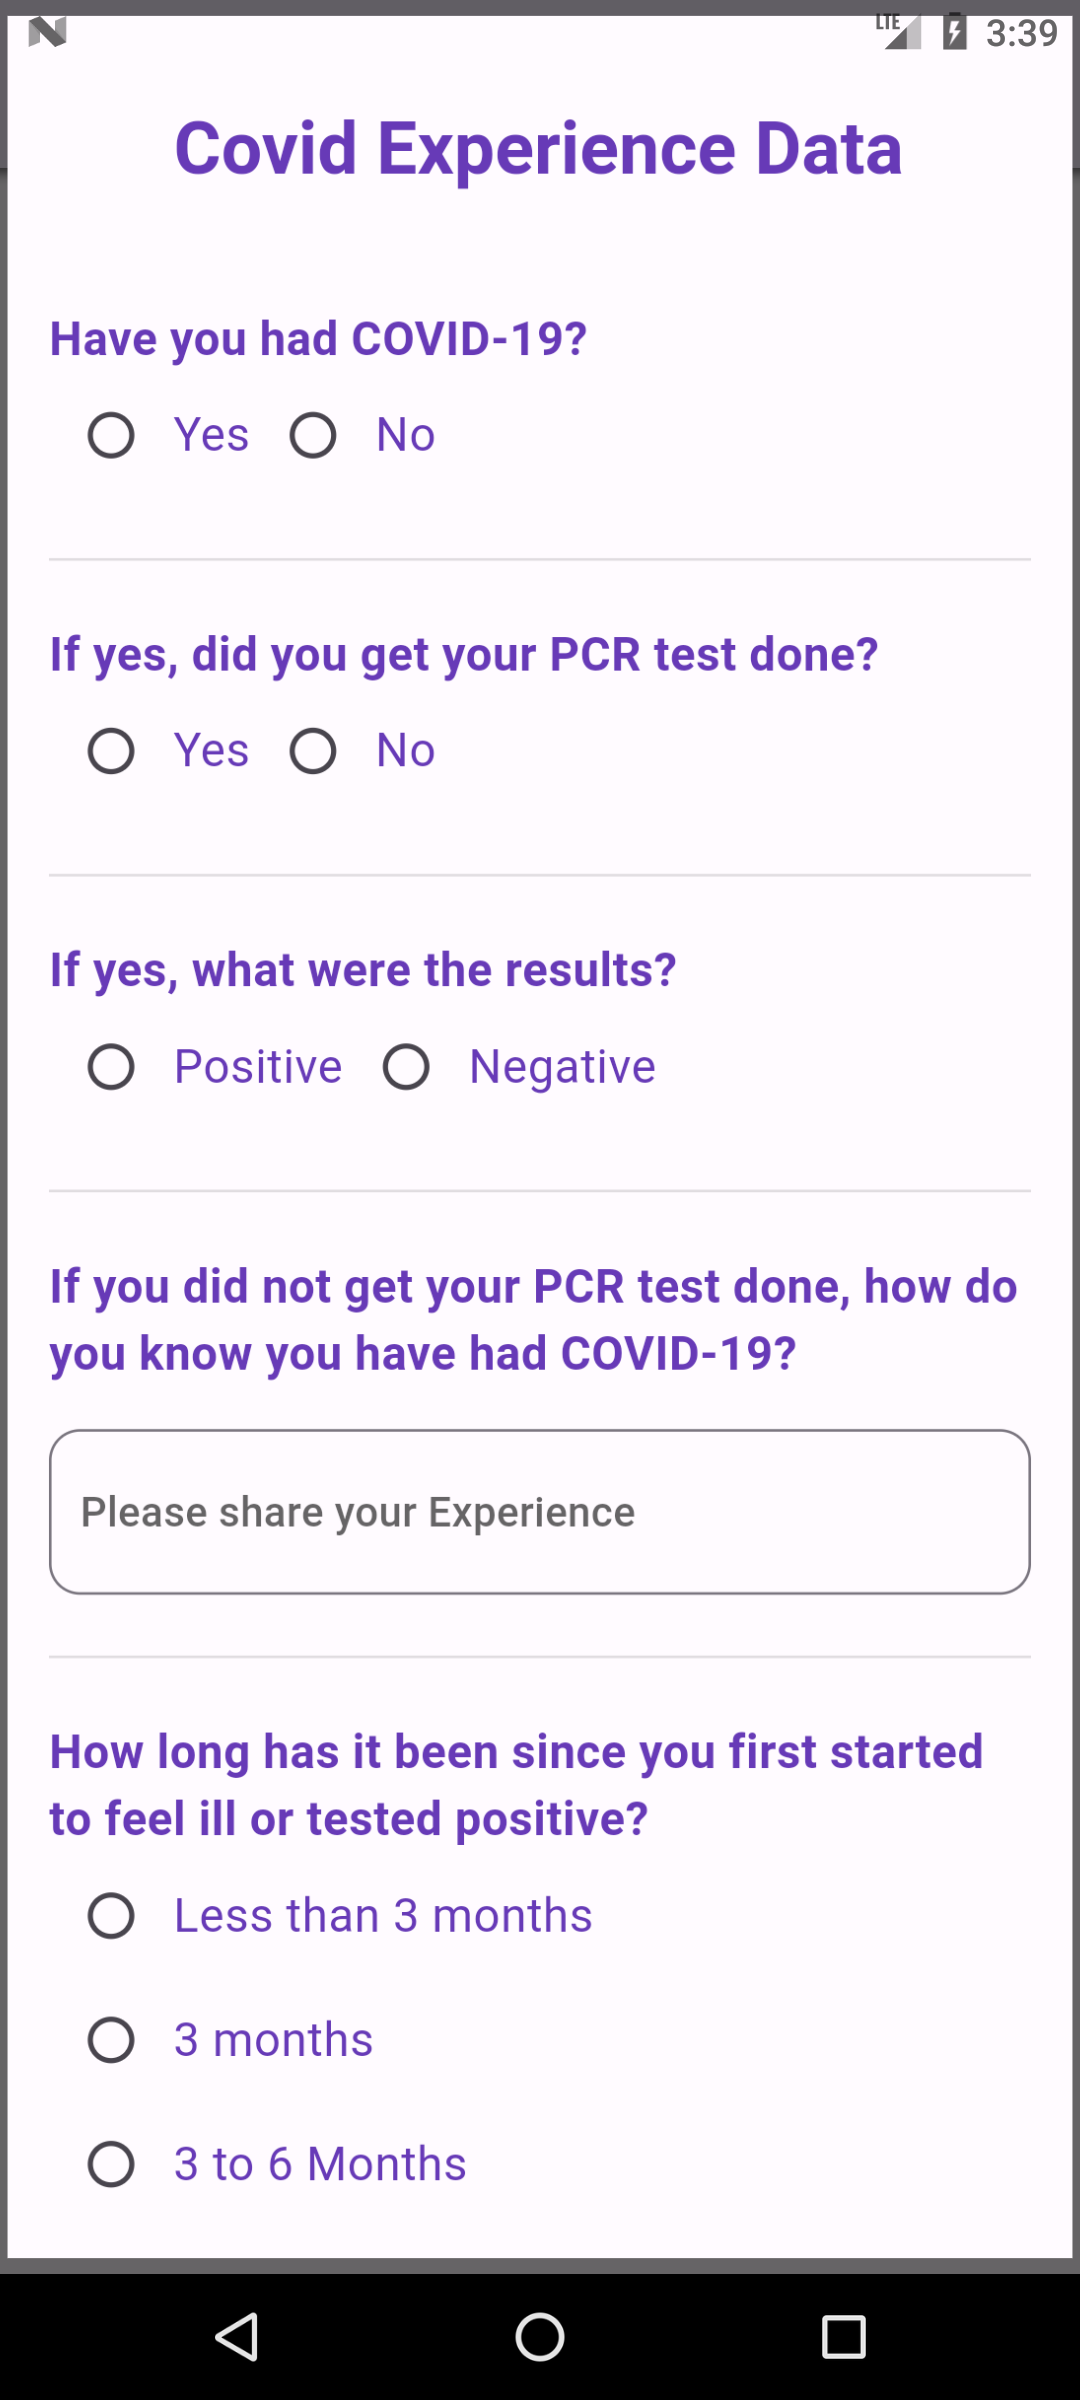 LTE 3:39
Covid Experience Data
Have you had COVID-19?
Yes No
If yes, did you get your PCR test done?
Yes No
If yes, what were the results?
Positive Negative
If you did not get your PCR test done, how do
you know you have had COVID-19?
Please share your Experience
How long has it been since you first started
to feel ill or tested positive?
Less than 3 months
3 months
3 to 6 Months